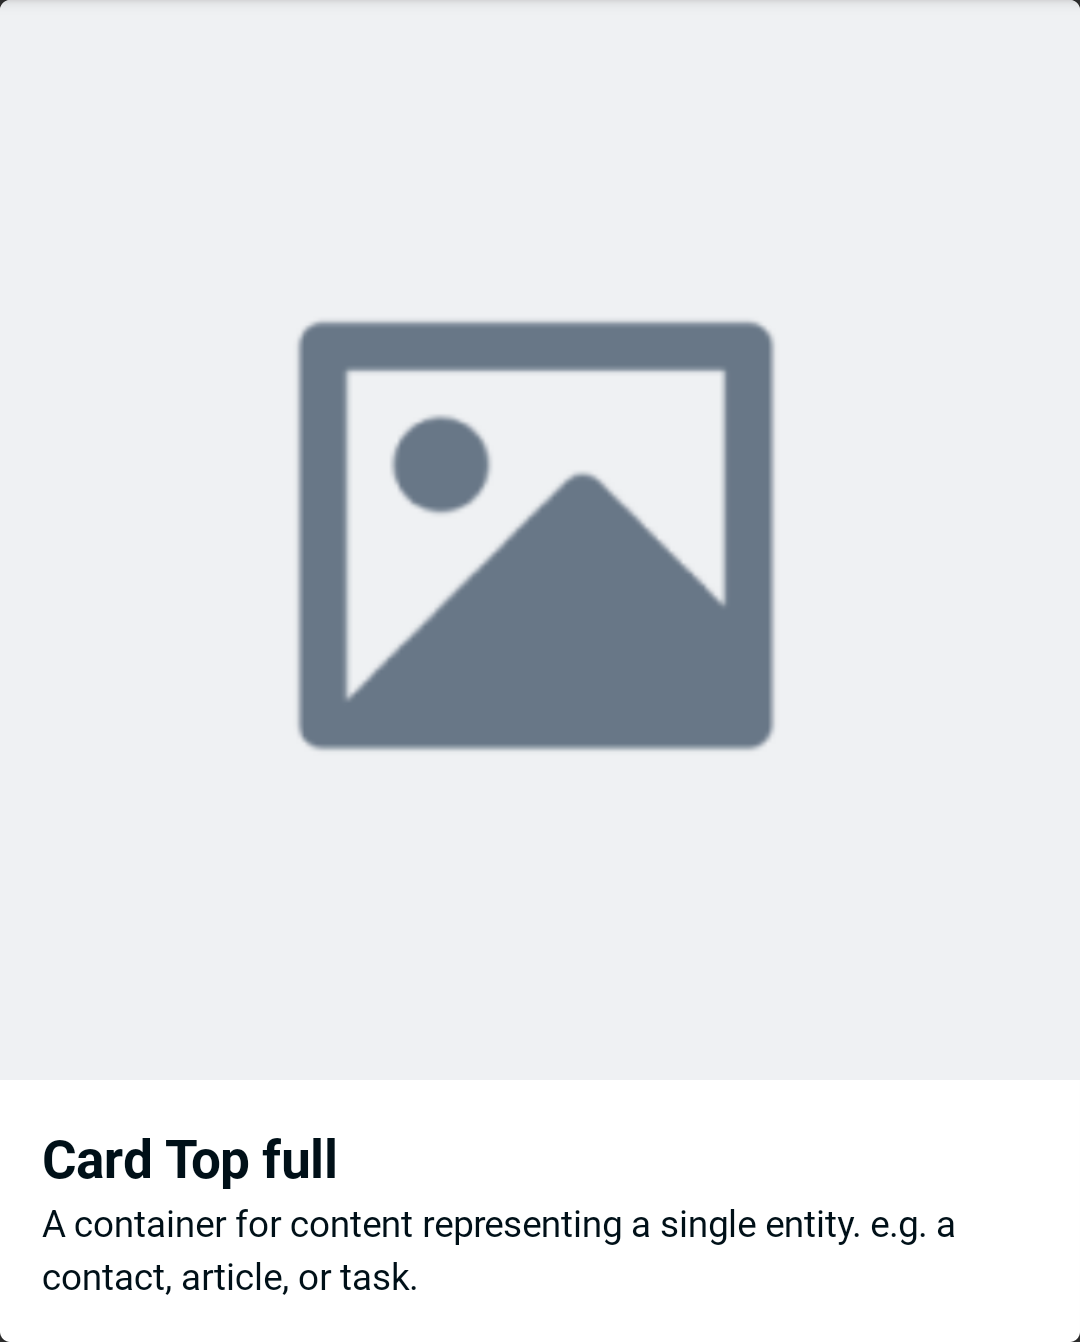 Card Top full
A container for content representing a single entity. e.g. a
contact, article, or task.